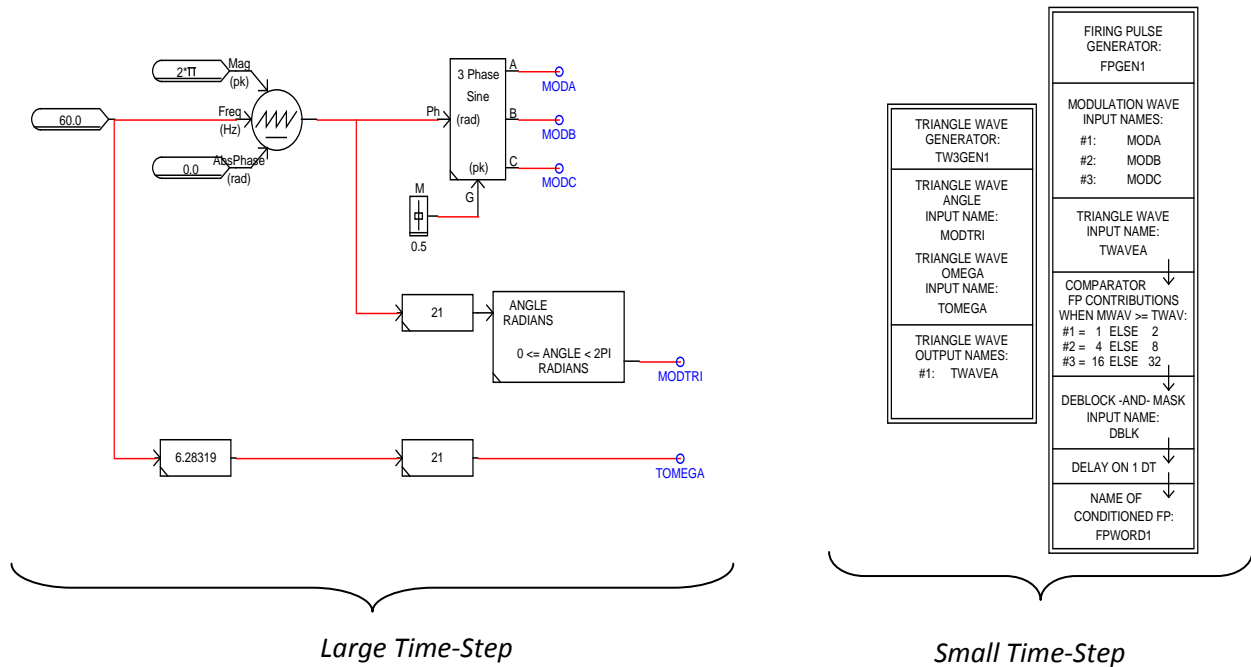 2*π
Mag
(pk)
60.0
Freq
(Hz)
0.0
AbsPhase
(rad)
Ph
3 Phase
Sine
(rad)
(pk)
A
B
C
G
MODA
MODB
MODC
M
0.5
21
ANGLE
RADIANS
0 <= ANGLE < 2PI
RADIANS
MODTRI
6.28319
21
TOMEGA
Large Time-Step
TRIANGLE WAVE
GENERATOR:
TW3GEN1
TRIANGLE WAVE
ANGLE
INPUT NAME:
MODTRI
TRIANGLE WAVE
OMEGA
INPUT NAME:
TOMEGA
TRIANGLE WAVE
OUTPUT NAMES:
#1: TWAVEA
FIRING PULSE
GENERATOR:
FPGEN1
MODULATION WAVE
INPUT NAMES:
#1: MODA
#2: MODB
#3: MODC
TRIANGLE WAVE
INPUT NAME:
TWAVEA
COMPARATOR
FP CONTRIBUTIONS
WHEN MWAV >= TWAV:
#1 = 1 ELSE 2
#2 = 4 ELSE 8
#3 = 16 ELSE 32
DEBLOCK -AND- MASK
INPUT NAME:
DBLK
DELAY ON 1 DT
NAME OF
CONDITIONED FP:
FPWORD1
Small Time-Step